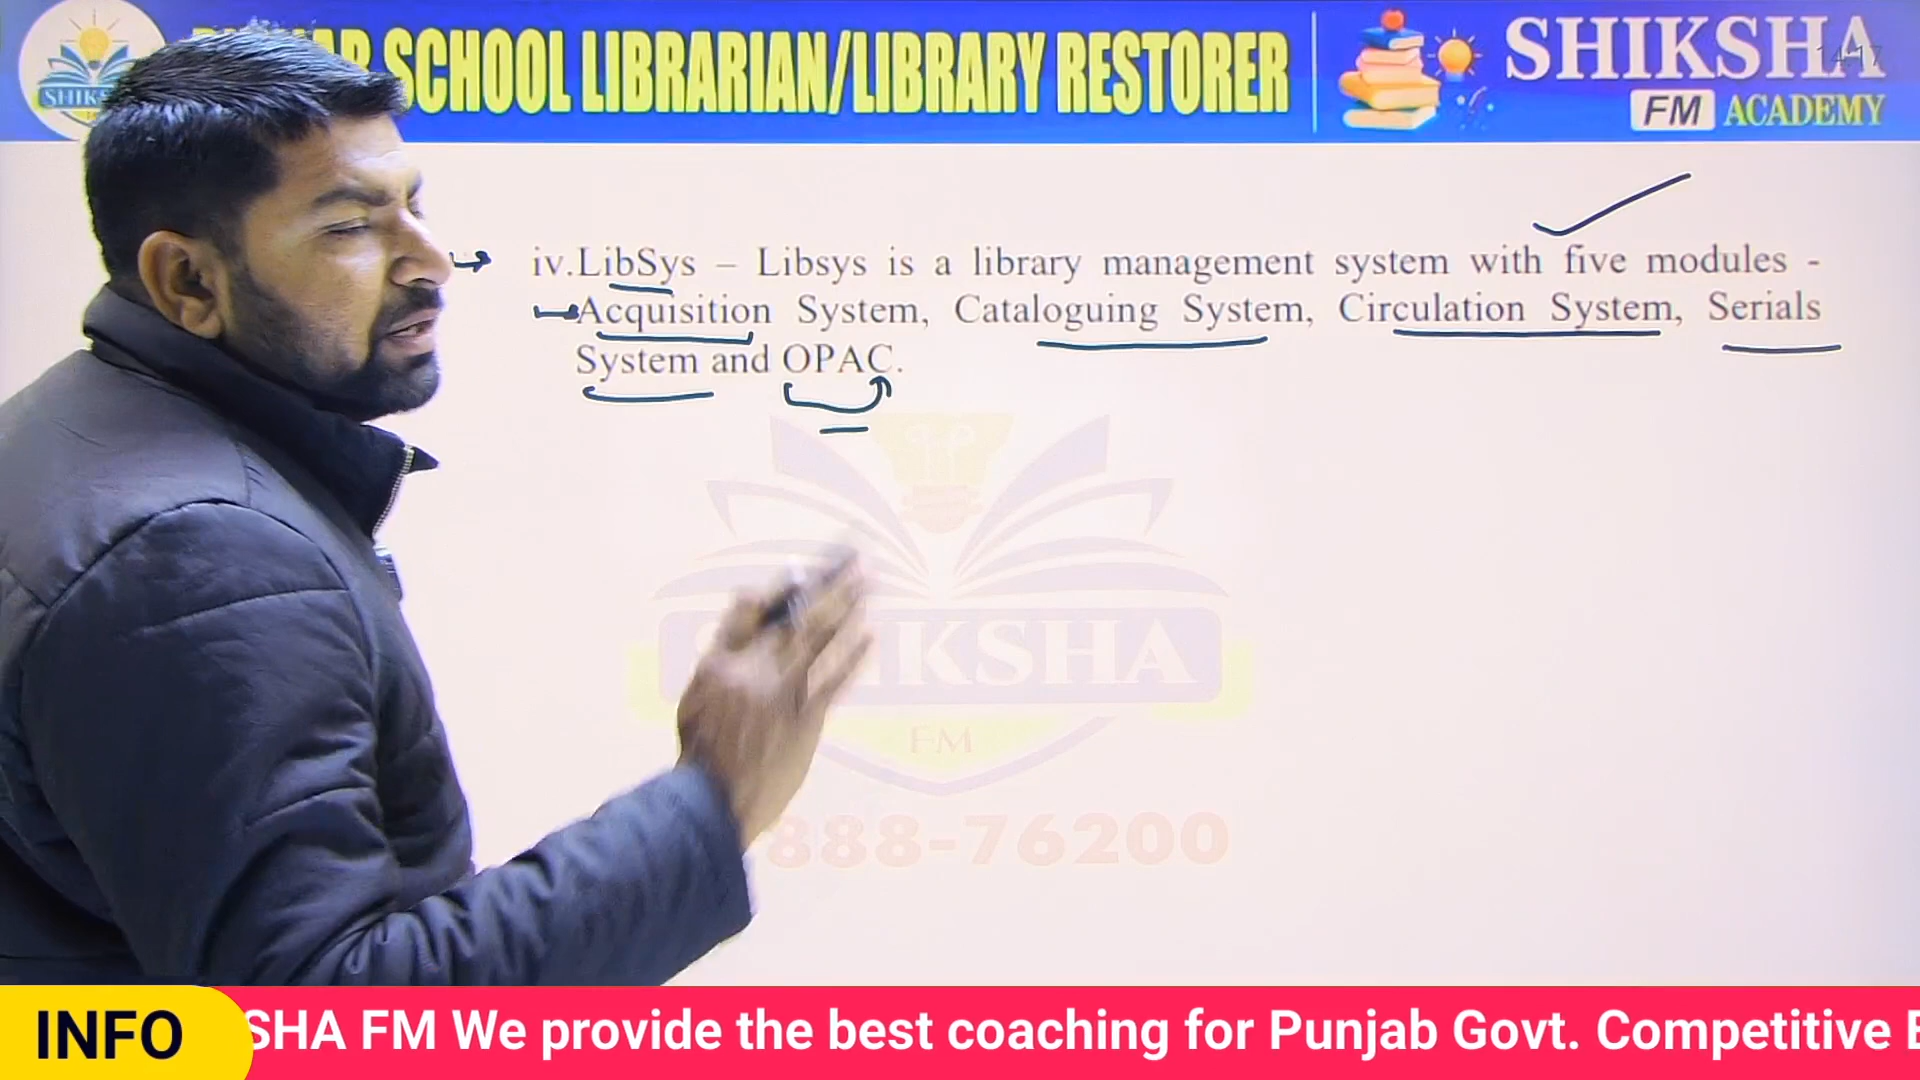 SCHOOL LIBRARIAN/LIBRARY RESTORER
SHIKSHA
FM ACADEMY
14:17
iv. LibSys – Libsys is a library management system with five modules -
Acquisition System, Cataloguing System, Circulation System, Serials
System and OPAC.
SHIKSHA
FM
888-76200
INFO
SHA FM We provide the best coaching for Punjab Govt. Competitive E